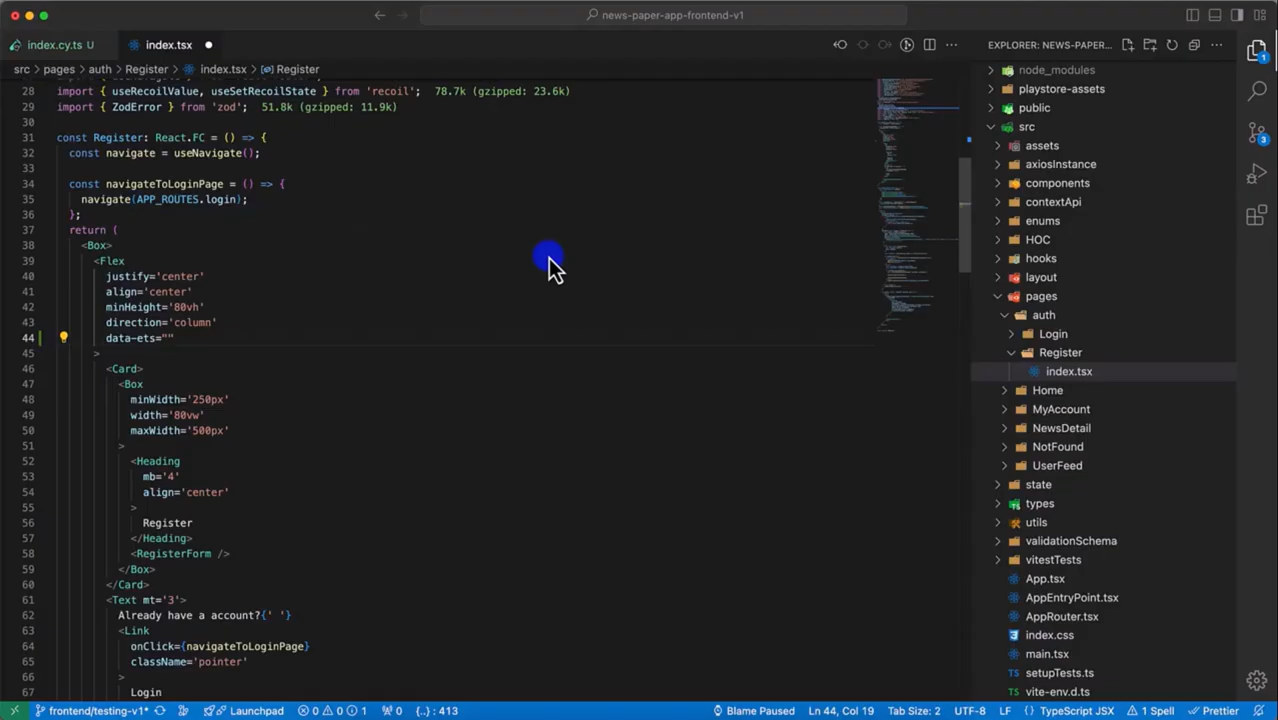 news-paper-app-frontend-v1
index.cy.ts U
index.tsx
EXPLORER: NEWS-PAPER...
src > pages > auth > Register > index.tsx > Register
28 import { useRecoilValue, useSetRecoilState } from 'recoil'; 78.7k (gzipped: 23.6k)
29 import { ZodError } from 'zod'; 51.8k (gzipped: 11.9k)
30
31 const Register: React.FC = () => {
32 const navigate = useNavigate();
33
34 const navigateToLoginPage = () => {
35 navigate(APP_ROUTES.login);
36 };
37 return (
38 <Box>
39 <Flex
40 justify='center'
41 align='center'
42 minHeight='80vh'
43 direction='column'
44 data-ets=""
45 >
46 <Card>
47 <Box
48 minWidth='250px'
49 width='80vw'
50 maxWidth='500px'
51 >
52 <Heading
53 mb='4'
54 align='center'
55 >
56 Register
57 </Heading>
58 <RegisterForm />
59 </Box>
60 </Card>
61 <Text mt='3'>
62 Already have a account?{' '}
63 <Link
64 onClick={navigateToLoginPage}
65 className='pointer'
66 >
67 Login
node_modules
playstore-assets
public
src
assets
axiosInstance
components
contextApi
enums
HOC
hooks
layout
pages
auth
Login
Register
index.tsx
Home
MyAccount
NewsDetail
NotFound
UserFeed
state
types
utils
validationSchema
vitestTests
App.tsx
AppEntryPoint.tsx
AppRouter.tsx
index.css
main.tsx
setupTests.ts
vite-env.d.ts
1
3
frontend/testing-v1* Launchpad 0 0 1 0 {..} : 413 Blame Paused Ln 44, Col 19 Tab Size: 2 UTF-8 LF {} TypeScript JSX 1 Spell Prettier